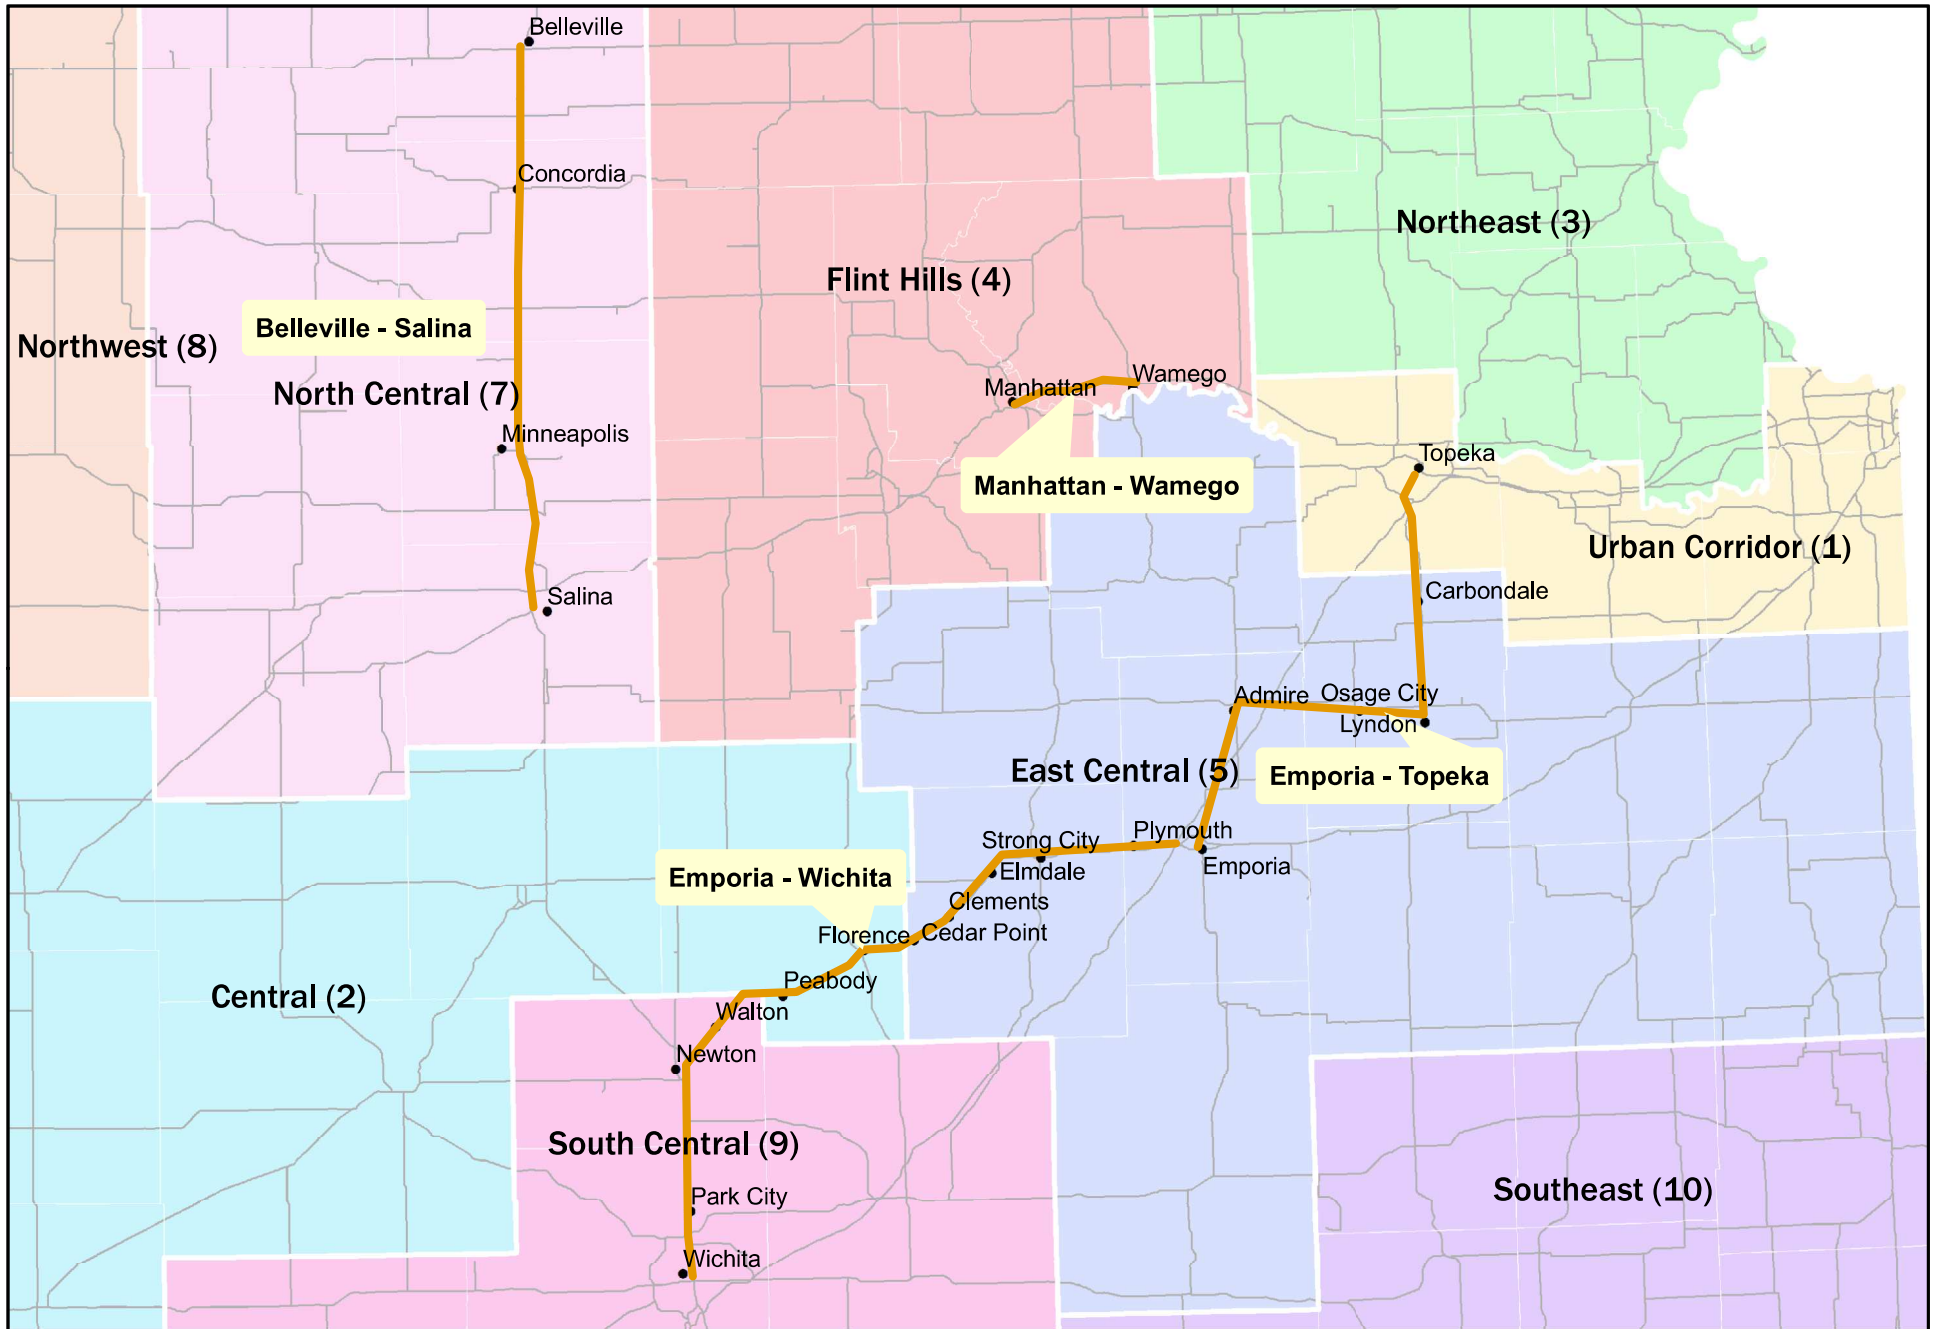 Belleville
Concordia
Northeast (3)
Flint Hills (4)
Belleville - Salina
Northwest (8)
North Central (7)
Wamego
Manhattan
Minneapolis
Topeka
Manhattan - Wamego
Urban Corridor (1)
Salina
Carbondale
Admire
Osage City
Lyndon
East Central (5)
Emporia - Topeka
Strong City
Plymouth
Emporia
Elmdale
Emporia - Wichita
Clements
Florence
Cedar Point
Peabody
Central (2)
Walton
Newton
South Central (9)
Park City
Southeast (10)
Wichita